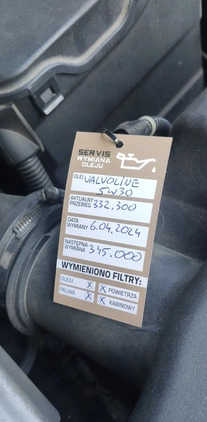 SERVIS
WYMIANA
OLEJU
OLEJ VALVOLINE
5W30
AKTUALNY
PRZEBIEG 332.300
DATA
WYMIANY 6.04.2024
NASTĘPNA
WYMIANA 345.000
WYMIENIONO FILTRY:
OLEJU X X POWIETRZA
PALIWA X X KABINOWY